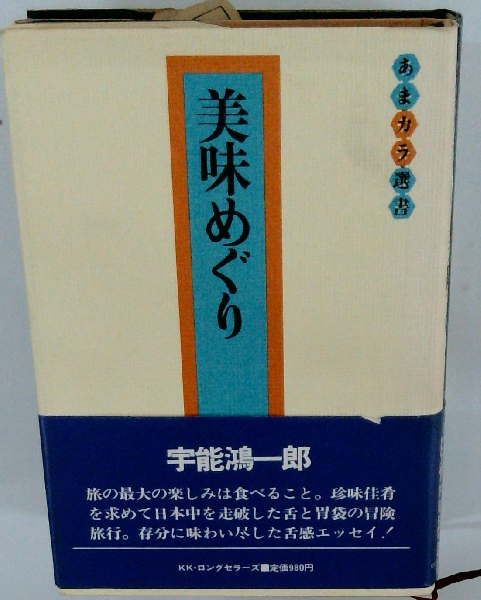 あまカラ選書
美味めぐり
宇能鴻一郎
旅の最大の楽しみは食べること。珍味佳肴
を求めて日本中を走破した舌と胃袋の冒険
旅行。存分に味わい尽した舌感エッセイ!
KK・ロングセラーズ■定価980円